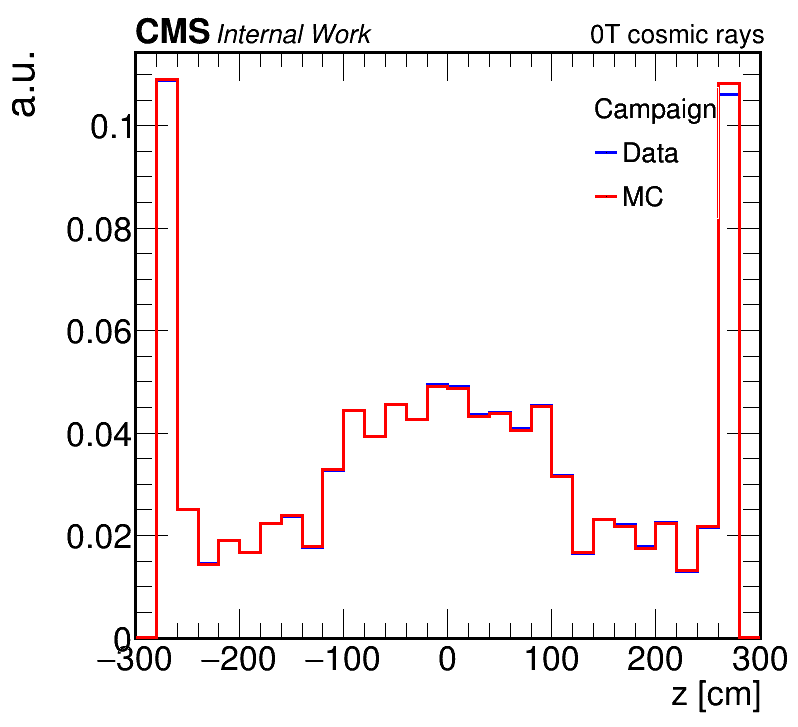 CMS Internal Work 0T cosmic rays
a.u.
Campaign
Data
MC
0.1
0.08
0.06
0.04
0.02
0
−300 −200 −100 0 100 200 300
z [cm]